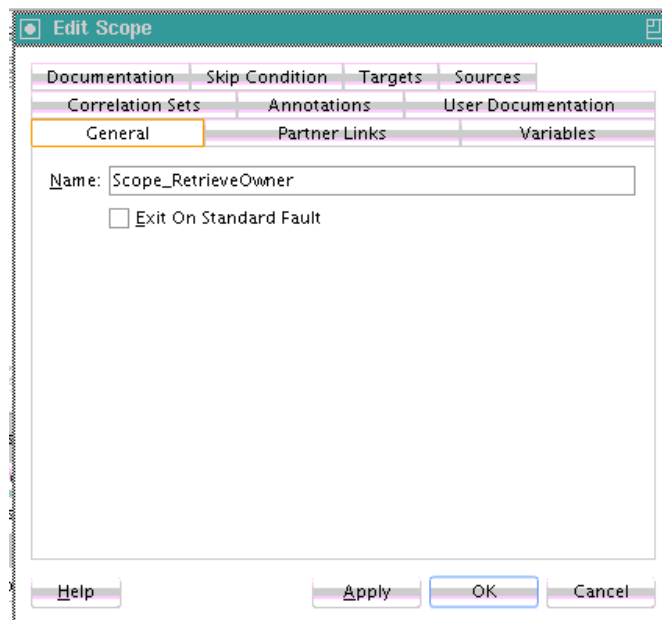 Edit Scope
Documentation Skip Condition Targets Sources
Correlation Sets Annotations User Documentation
General Partner Links Variables
Name: Scope_RetrieveOwner
Exit On Standard Fault
Help Apply OK Cancel